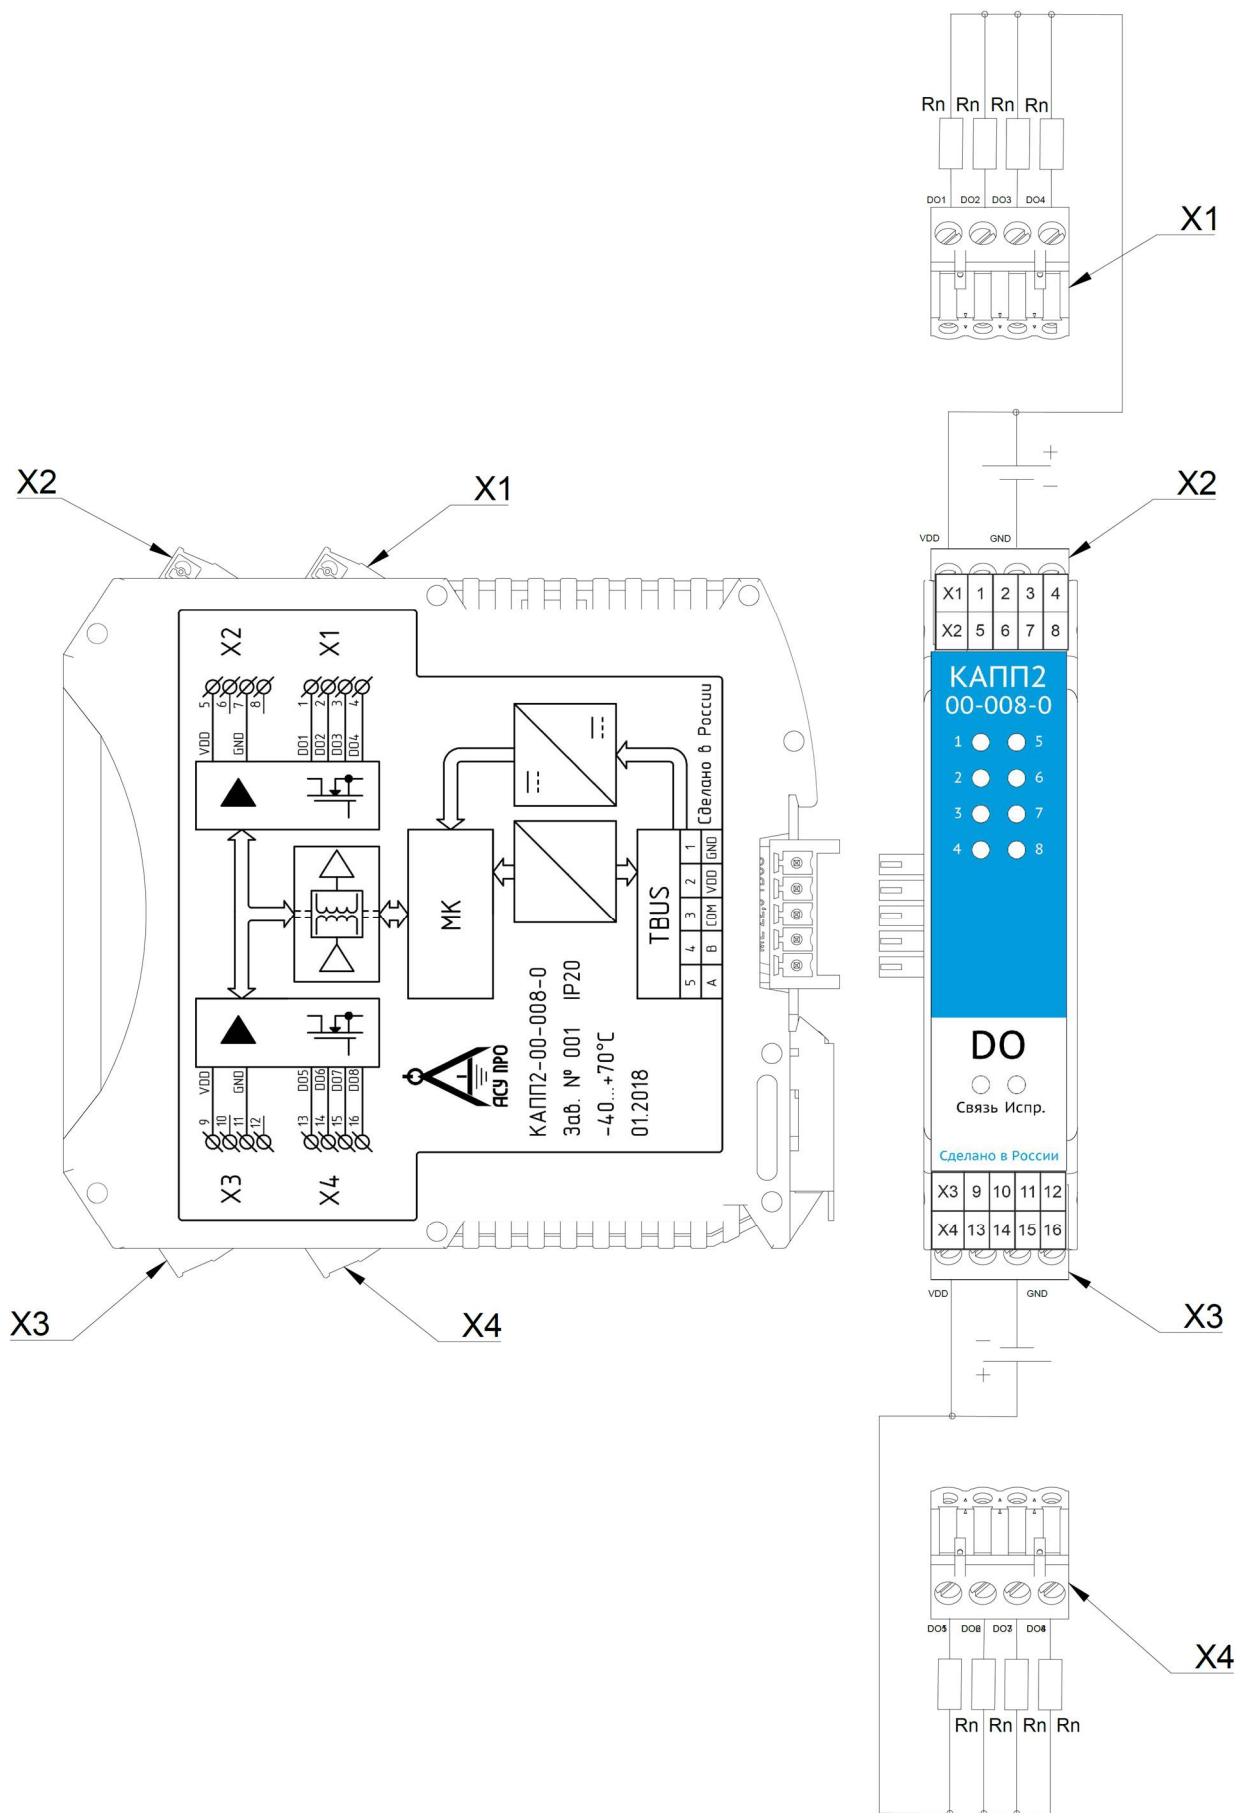 Rn Rn Rn Rn
DO1 DO2 DO3 DO4
X1
+
−
X2
VDD GND
X1 1 2 3 4
X2 5 6 7 8
КАПП2
00-008-0
1 5
2 6
3 7
4 8
DO
Связь Испр.
Сделано в России
X3 9 10 11 12
X4 13 14 15 16
VDD GND
X3
−
+
X4
Rn Rn Rn Rn
X2
X1
X3
X4
X2
5 6 7 8
VDD GND
X1
1 2 3 4
DO1 DO2 DO3 DO4
X3
9 10 11 12
VDD GND
X4
13 14 15 16
DO5 DO6 DO7 DO8
МК
TBUS
5 4 3 2 1
A B COM VDD GND
Сделано в России
АСУ ПРО
КАПП2-00-008-0
Зав. № 001 IP20
-40...+70°C
01.2018